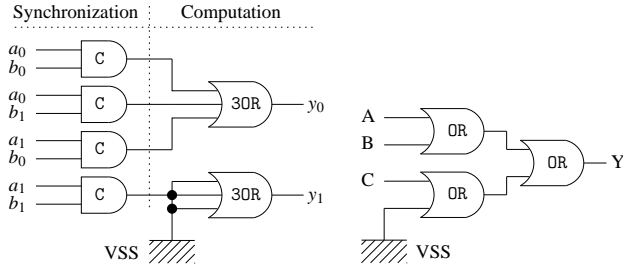 Synchronization Computation
a0
b0
C
a0
b1
C
3OR
y0
a1
b0
C
a1
b1
C
3OR
y1
VSS
A
B
OR
C
OR
OR
Y
VSS